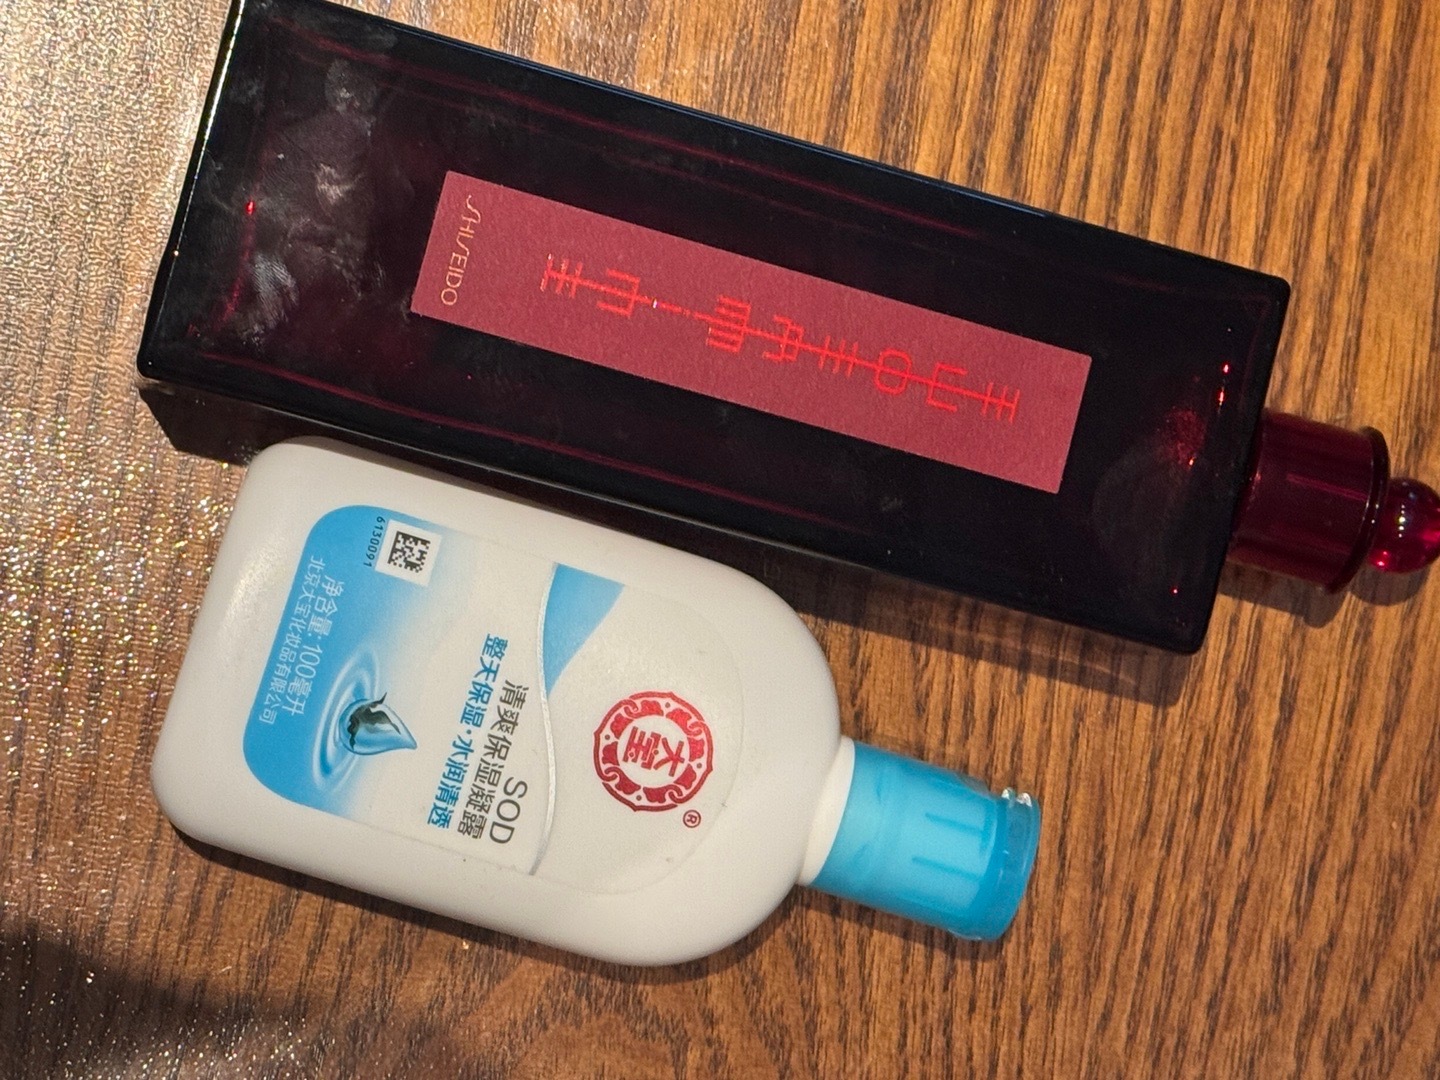 SHISEIDO
大宝
®
SOD
清爽保湿凝露
整天保湿·水润清透
净含量: 100毫升
北京大宝化妆品有限公司
6130091